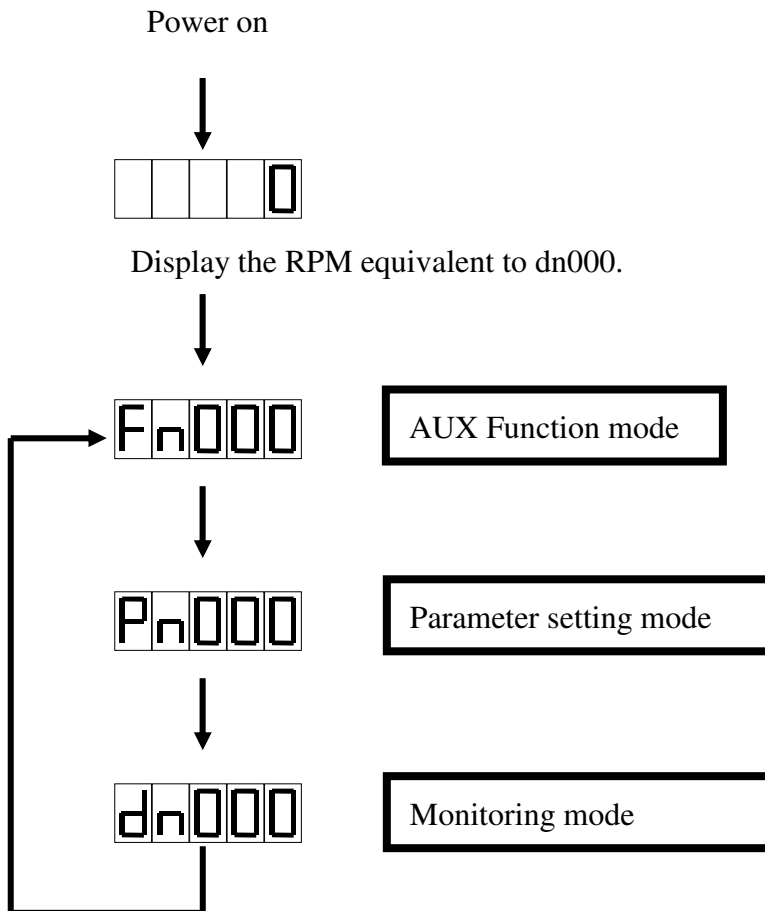 Power on
0
Display the RPM equivalent to dn000.
Fn000
AUX Function mode
Pn000
Parameter setting mode
dn000
Monitoring mode